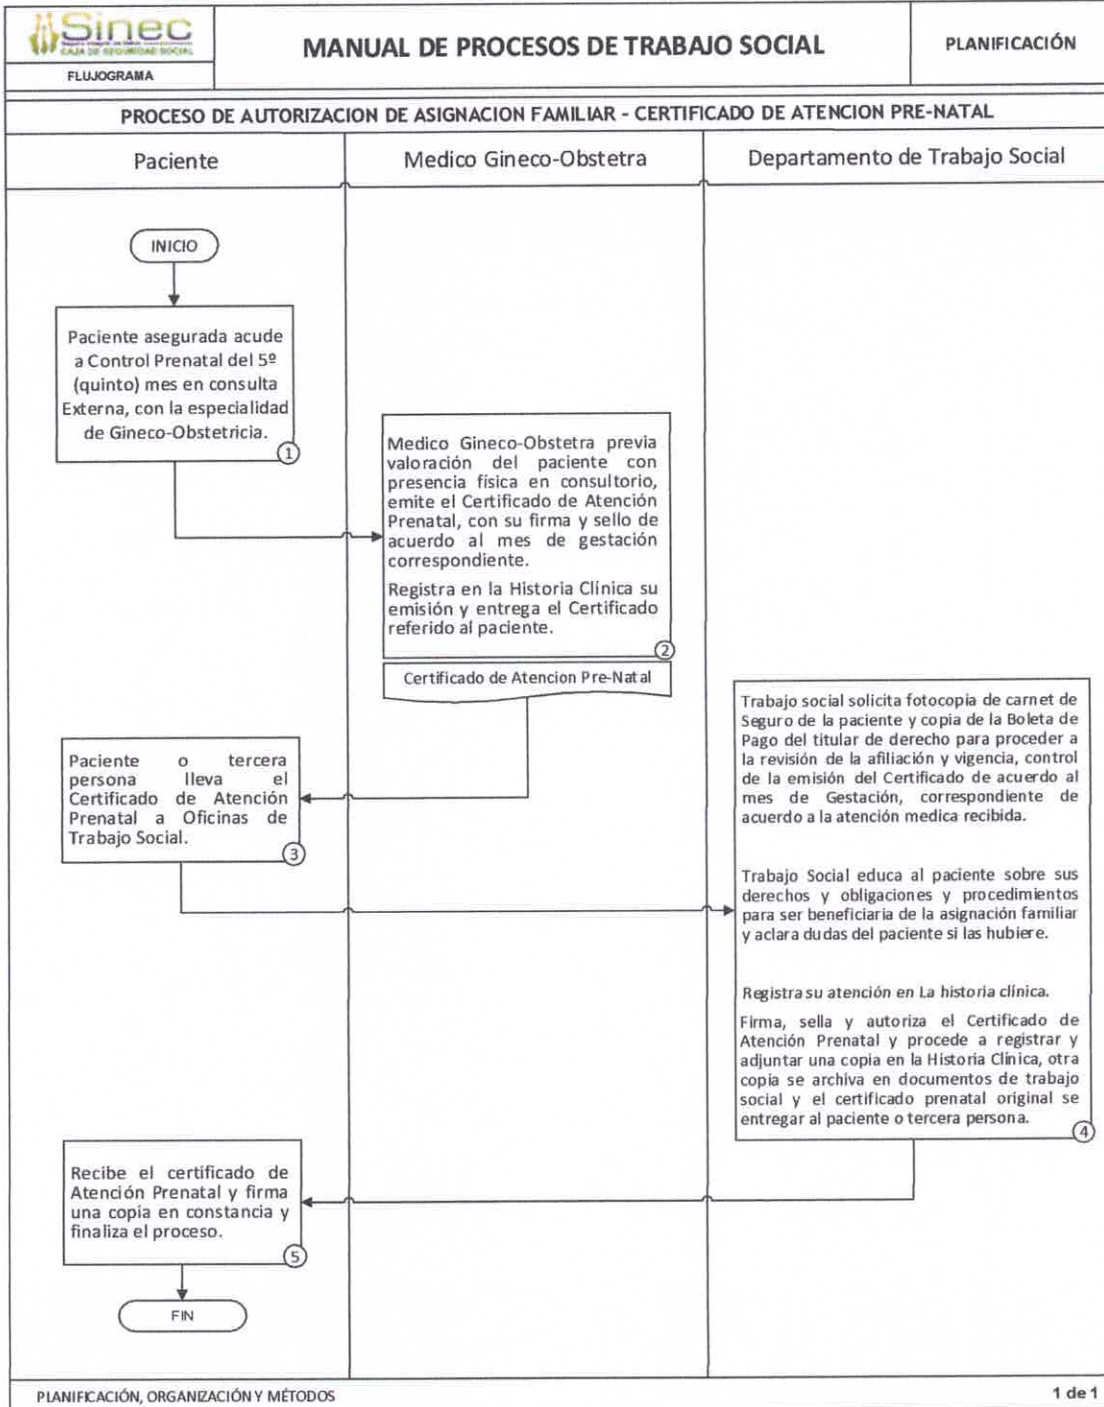 Sinec
CAJA DE SEGURIDAD SOCIAL
FLUJOGRAMA
MANUAL DE PROCESOS DE TRABAJO SOCIAL
PLANIFICACIÓN
PROCESO DE AUTORIZACION DE ASIGNACION FAMILIAR - CERTIFICADO DE ATENCION PRE-NATAL
Paciente
Medico Gineco-Obstetra
Departamento de Trabajo Social
INICIO
Paciente asegurada acude
a Control Prenatal del 5º
(quinto) mes en consulta
Externa, con la especialidad
de Gineco-Obstetricia.
1
Medico Gineco-Obstetra previa
valoración del paciente con
presencia física en consultorio,
emite el Certificado de Atención
Prenatal, con su firma y sello de
acuerdo al mes de gestación
correspondiente.
Registra en la Historia Clínica su
emisión y entrega el Certificado
referido al paciente.
2
Certificado de Atencion Pre-Natal
Paciente o tercera
persona lleva el
Certificado de Atención
Prenatal a Oficinas de
Trabajo Social.
3
Trabajo social solicita fotocopia de carnet de
Seguro de la paciente y copia de la Boleta de
Pago del titular de derecho para proceder a
la revisión de la afiliación y vigencia, control
de la emisión del Certificado de acuerdo al
mes de Gestación, correspondiente de
acuerdo a la atención medica recibida.
Trabajo Social educa al paciente sobre sus
derechos y obligaciones y procedimientos
para ser beneficiaria de la asignación familiar
y aclara dudas del paciente si las hubiere.
Registra su atención en La historia clínica.
Firma, sella y autoriza el Certificado de
Atención Prenatal y procede a registrar y
adjuntar una copia en la Historia Clínica, otra
copia se archiva en documentos de trabajo
social y el certificado prenatal original se
entregar al paciente o tercera persona.
4
Recibe el certificado de
Atención Prenatal y firma
una copia en constancia y
finaliza el proceso.
5
FIN
PLANIFICACIÓN, ORGANIZACIÓN Y MÉTODOS
1 de 1